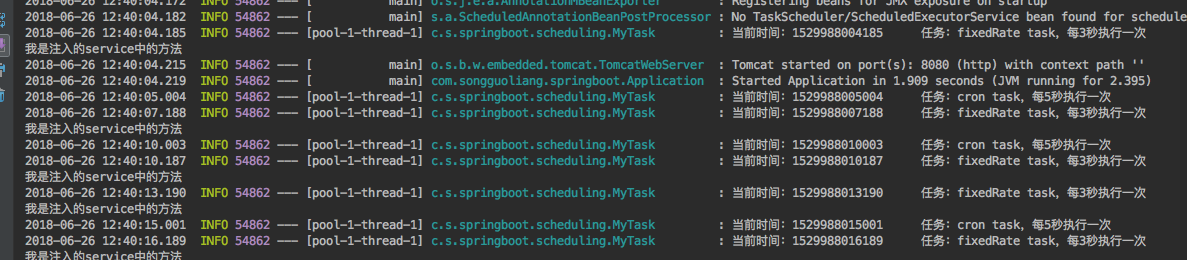 2018-06-26 12:40:04.172  INFO 54862 --- [           main] o.s.j.e.a.AnnotationMBeanExporter        : Registering beans for JMX exposure on startup
2018-06-26 12:40:04.182  INFO 54862 --- [           main] s.a.ScheduledAnnotationBeanPostProcessor : No TaskScheduler/ScheduledExecutorService bean found for schedule
2018-06-26 12:40:04.185  INFO 54862 --- [pool-1-thread-1] c.s.springboot.scheduling.MyTask         : 当前时间：1529988004185      任务：fixedRate task，每3秒执行一次
我是注入的service中的方法
2018-06-26 12:40:04.215  INFO 54862 --- [           main] o.s.b.w.embedded.tomcat.TomcatWebServer  : Tomcat started on port(s): 8080 (http) with context path ''
2018-06-26 12:40:04.219  INFO 54862 --- [           main] com.songguoliang.springboot.Application  : Started Application in 1.909 seconds (JVM running for 2.395)
2018-06-26 12:40:05.004  INFO 54862 --- [pool-1-thread-1] c.s.springboot.scheduling.MyTask         : 当前时间：1529988005004      任务：cron task，每5秒执行一次
2018-06-26 12:40:07.188  INFO 54862 --- [pool-1-thread-1] c.s.springboot.scheduling.MyTask         : 当前时间：1529988007188      任务：fixedRate task，每3秒执行一次
我是注入的service中的方法
2018-06-26 12:40:10.003  INFO 54862 --- [pool-1-thread-1] c.s.springboot.scheduling.MyTask         : 当前时间：1529988010003      任务：cron task，每5秒执行一次
2018-06-26 12:40:10.187  INFO 54862 --- [pool-1-thread-1] c.s.springboot.scheduling.MyTask         : 当前时间：1529988010187      任务：fixedRate task，每3秒执行一次
我是注入的service中的方法
2018-06-26 12:40:13.190  INFO 54862 --- [pool-1-thread-1] c.s.springboot.scheduling.MyTask         : 当前时间：1529988013190      任务：fixedRate task，每3秒执行一次
我是注入的service中的方法
2018-06-26 12:40:15.001  INFO 54862 --- [pool-1-thread-1] c.s.springboot.scheduling.MyTask         : 当前时间：1529988015001      任务：cron task，每5秒执行一次
2018-06-26 12:40:16.189  INFO 54862 --- [pool-1-thread-1] c.s.springboot.scheduling.MyTask         : 当前时间：1529988016189      任务：fixedRate task，每3秒执行一次
我是注入的service中的方法